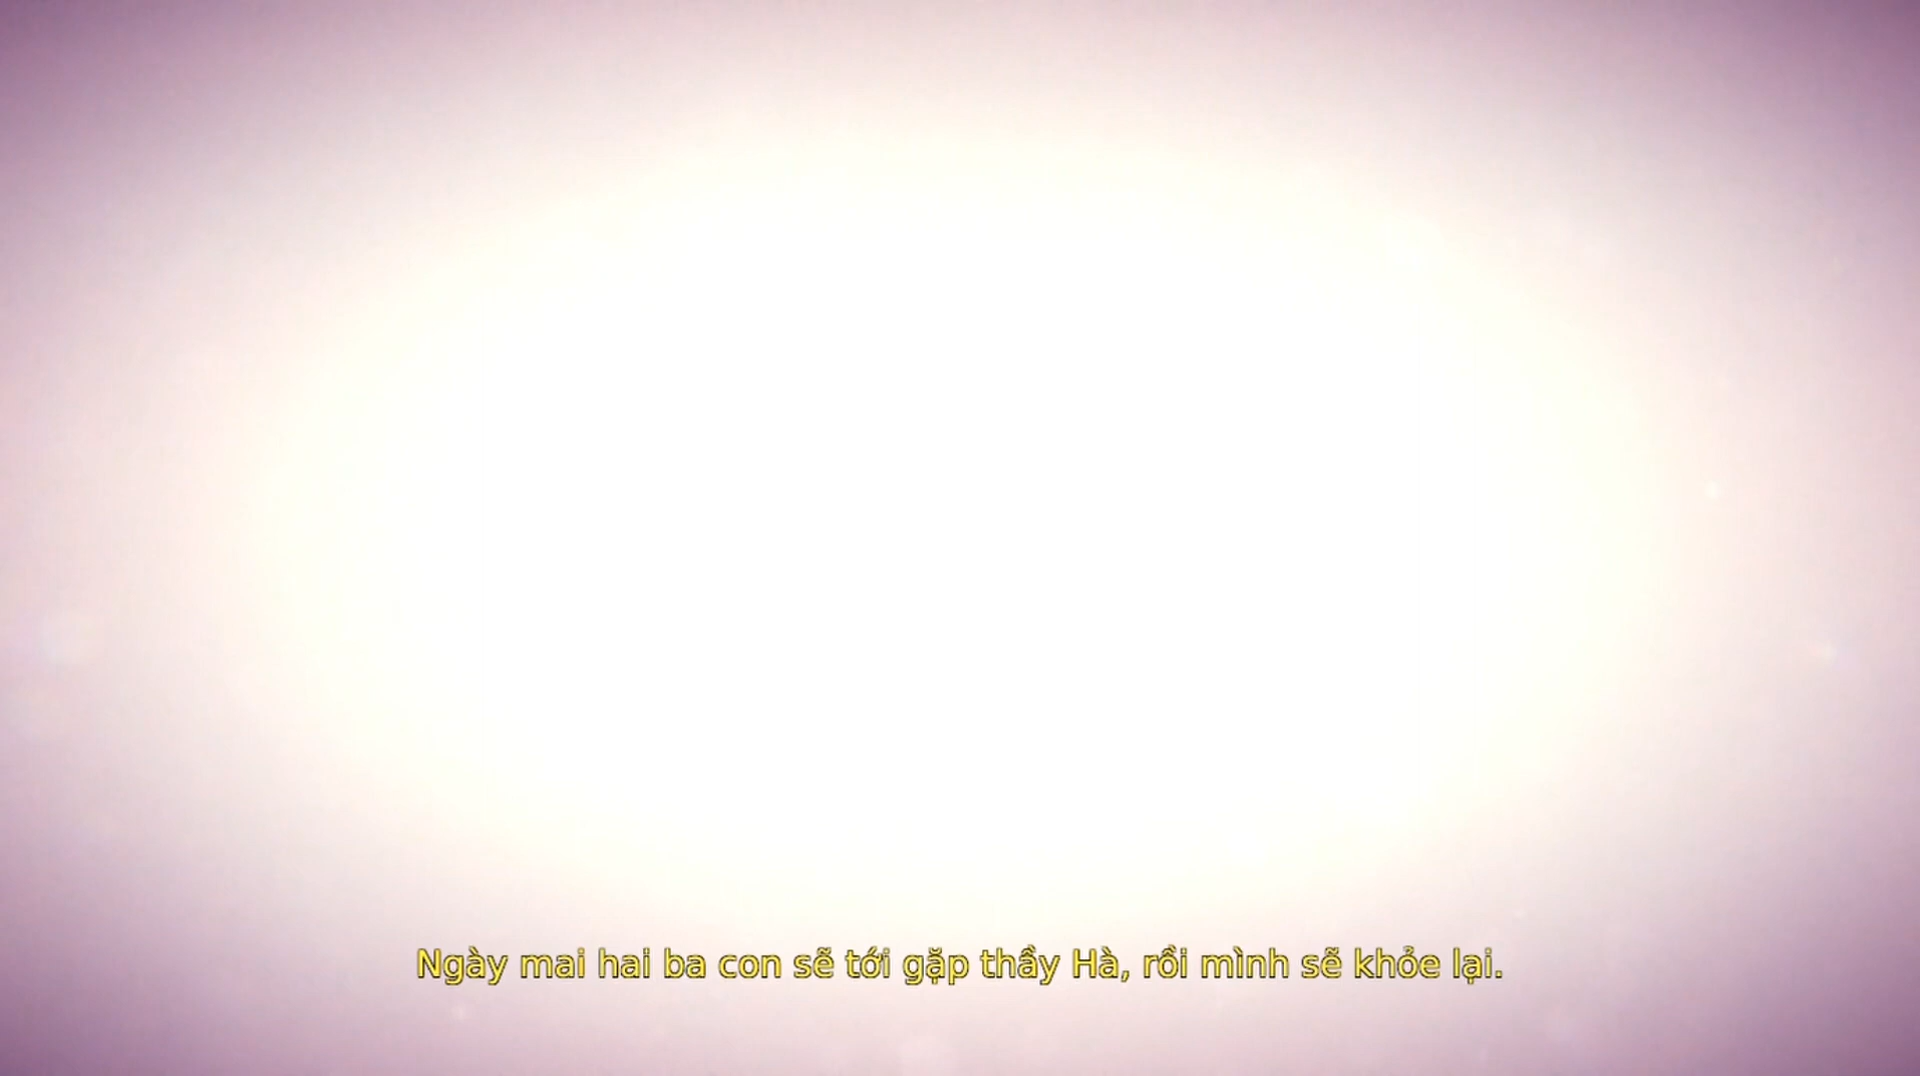 Ngày mai hai ba con sẽ tới gặp thầy Hà, rồi mình sẽ khỏe lại.